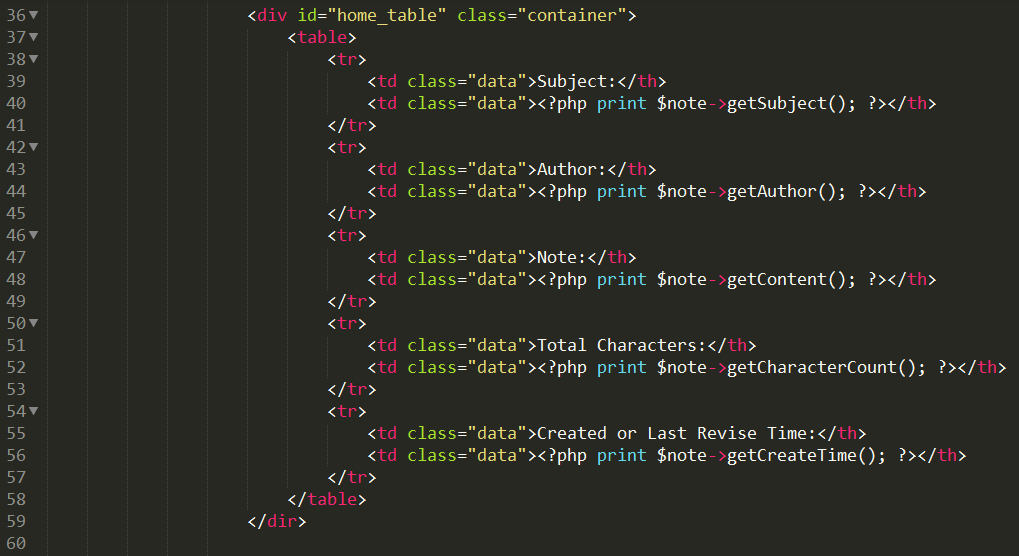 36 <div id="home_table" class="container">
37 <table>
38 <tr>
39 <td class="data">Subject:</th>
40 <td class="data"><?php print $note->getSubject(); ?></th>
41 </tr>
42 <tr>
43 <td class="data">Author:</th>
44 <td class="data"><?php print $note->getAuthor(); ?></th>
45 </tr>
46 <tr>
47 <td class="data">Note:</th>
48 <td class="data"><?php print $note->getContent(); ?></th>
49 </tr>
50 <tr>
51 <td class="data">Total Characters:</th>
52 <td class="data"><?php print $note->getCharacterCount(); ?></th>
53 </tr>
54 <tr>
55 <td class="data">Created or Last Revise Time:</th>
56 <td class="data"><?php print $note->getCreateTime(); ?></th>
57 </tr>
58 </table>
59 </dir>
60